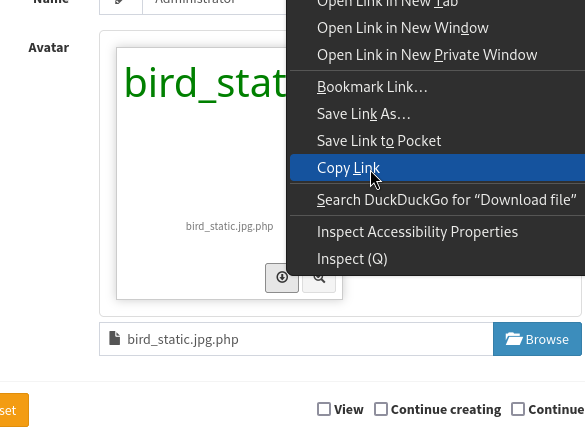 Name
Administrator
Open Link in New Tab
Open Link in New Window
Open Link in New Private Window
Avatar
bird_stat
Bookmark Link…
Save Link As…
Save Link to Pocket
Copy Link
Search DuckDuckGo for “Download file”
bird_static.jpg.php
Inspect Accessibility Properties
Inspect (Q)
bird_static.jpg.php
Browse
set
View
Continue creating
Continue